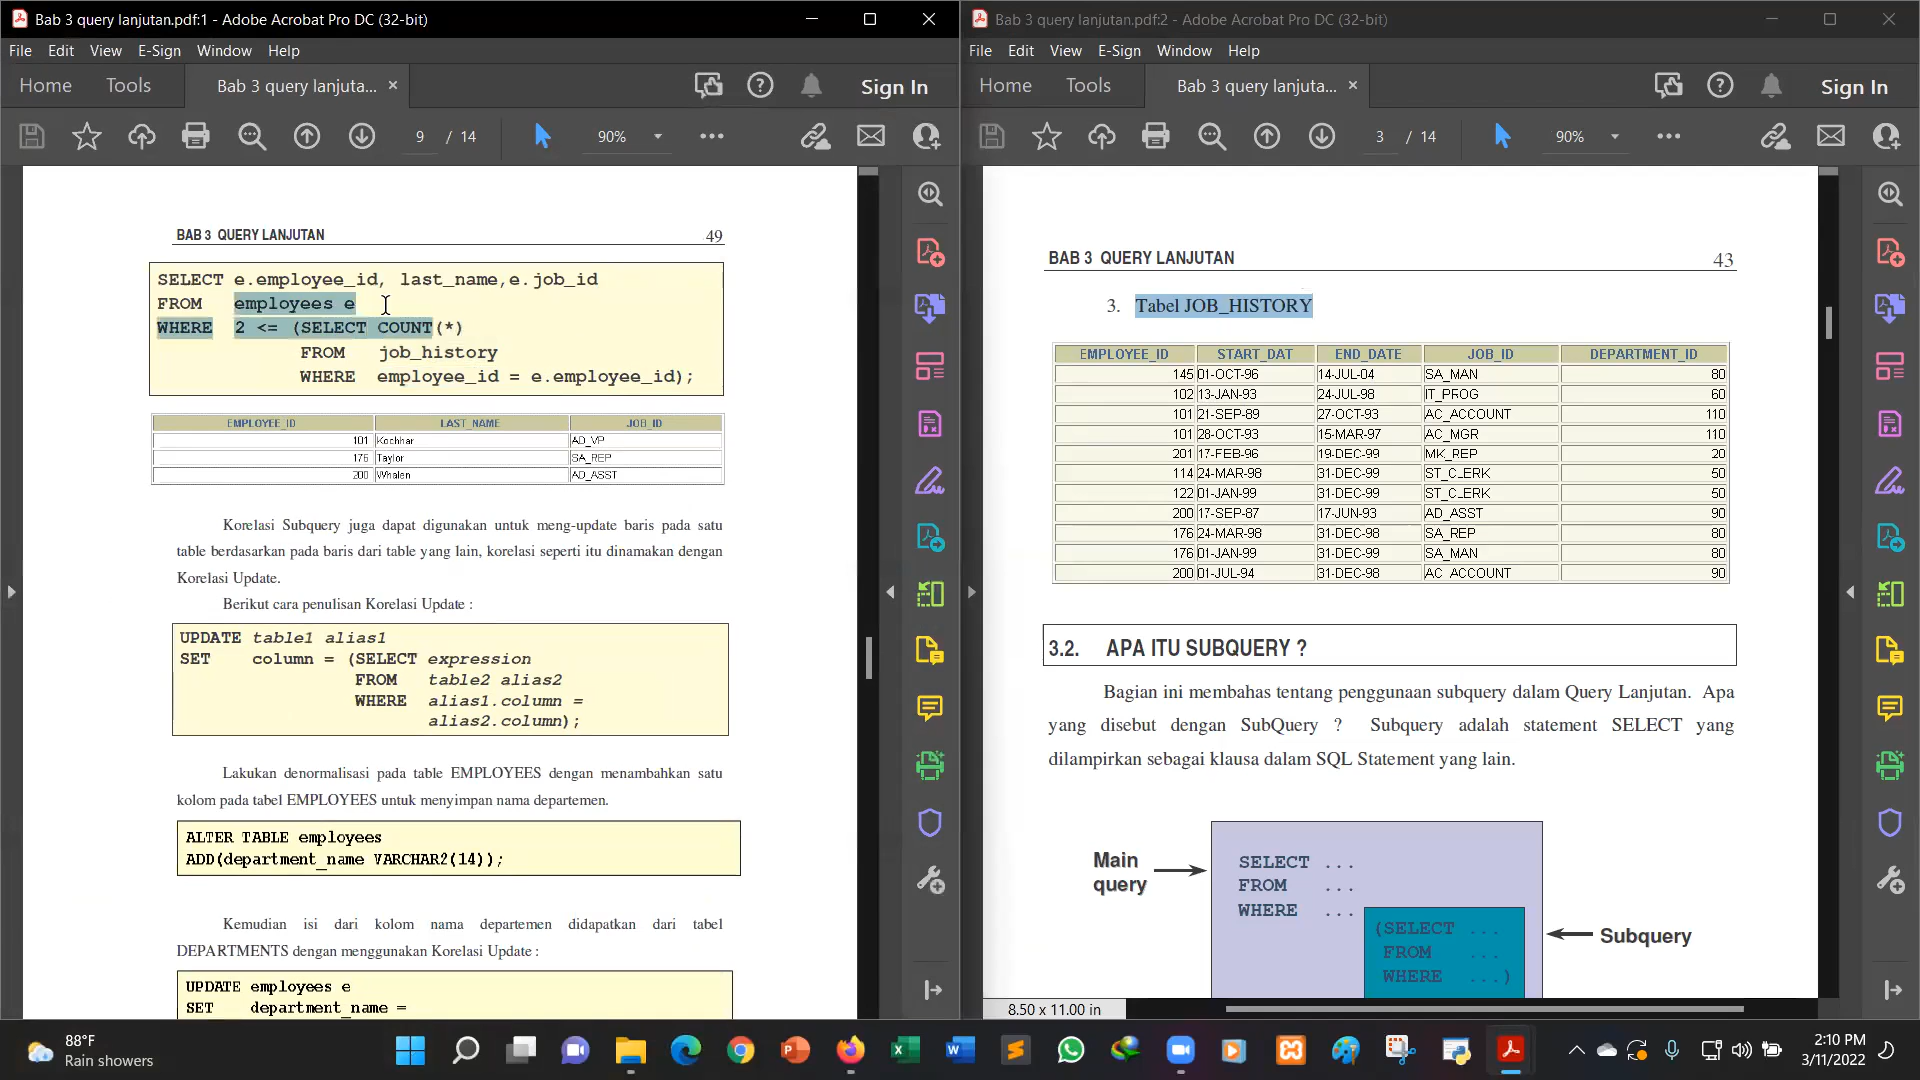 Bab 3 query lanjutan.pdf:1 - Adobe Acrobat Pro DC (32-bit)
File Edit View E-Sign Window Help
Home Tools Bab 3 query lanjuta... × Sign In
9 / 14 90%
BAB 3 QUERY LANJUTAN 49
SELECT e.employee_id, last_name,e.job_id
FROM employees e
WHERE 2 <= (SELECT COUNT(*)
FROM job_history
WHERE employee_id = e.employee_id);
EMPLOYEE_ID LAST_NAME JOB_ID
101 Kochhar AD_VP
176 Taylor SA_REP
200 Whalen AD_ASST
Korelasi Subquery juga dapat digunakan untuk meng-update baris pada satu
table berdasarkan pada baris dari table yang lain, korelasi seperti itu dinamakan dengan
Korelasi Update.
Berikut cara penulisan Korelasi Update :
UPDATE table1 alias1
SET column = (SELECT expression
FROM table2 alias2
WHERE alias1.column =
alias2.column);
Lakukan denormalisasi pada table EMPLOYEES dengan menambahkan satu
kolom pada tabel EMPLOYEES untuk menyimpan nama departemen.
ALTER TABLE employees
ADD(department_name VARCHAR2(14));
Kemudian isi dari kolom nama departemen didapatkan dari tabel
DEPARTMENTS dengan menggunakan Korelasi Update :
UPDATE employees e
SET department_name =
Bab 3 query lanjutan.pdf:2 - Adobe Acrobat Pro DC (32-bit)
File Edit View E-Sign Window Help
Home Tools Bab 3 query lanjuta... × Sign In
3 / 14 90%
BAB 3 QUERY LANJUTAN 43
3. Tabel JOB_HISTORY
EMPLOYEE_ID START_DAT END_DATE JOB_ID DEPARTMENT_ID
145 01-OCT-96 14-JUL-04 SA_MAN 80
102 13-JAN-93 24-JUL-98 IT_PROG 60
101 21-SEP-89 27-OCT-93 AC_ACCOUNT 110
101 28-OCT-93 15-MAR-97 AC_MGR 110
201 17-FEB-96 19-DEC-99 MK_REP 20
114 24-MAR-98 31-DEC-99 ST_CLERK 50
122 01-JAN-99 31-DEC-99 ST_CLERK 50
200 17-SEP-87 17-JUN-93 AD_ASST 90
176 24-MAR-98 31-DEC-98 SA_REP 80
176 01-JAN-99 31-DEC-99 SA_MAN 80
200 01-JUL-94 31-DEC-98 AC_ACCOUNT 90
3.2. APA ITU SUBQUERY ?
Bagian ini membahas tentang penggunaan subquery dalam Query Lanjutan. Apa
yang disebut dengan SubQuery ? Subquery adalah statement SELECT yang
dilampirkan sebagai klausa dalam SQL Statement yang lain.
Main
query
SELECT ...
FROM ...
WHERE ...
(SELECT ...
FROM ...
WHERE ...)
Subquery
8.50 x 11.00 in
88°F
Rain showers
2:10 PM
3/11/2022